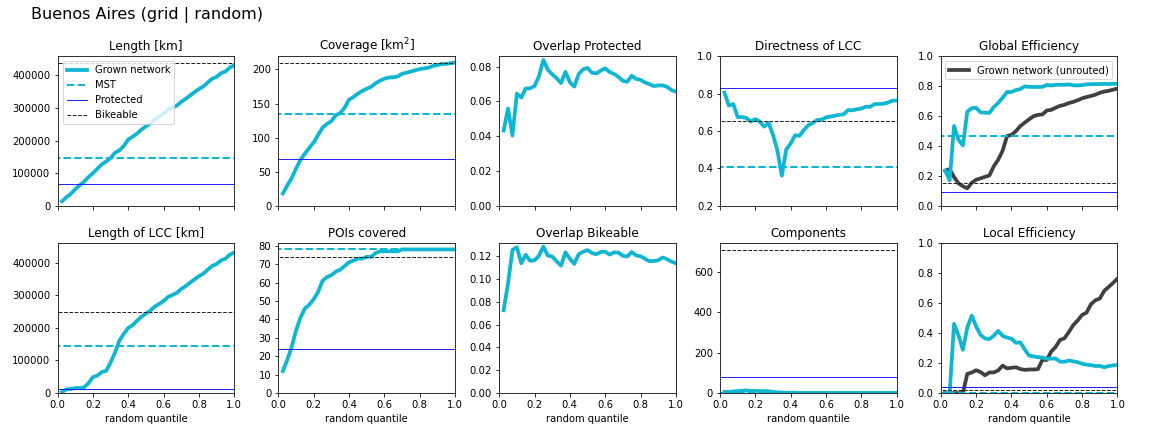 Buenos Aires (grid | random)
Length [km]
Coverage [km²]
Overlap Protected
Directness of LCC
Global Efficiency
Grown network
MST
Protected
Bikeable
Grown network (unrouted)
400000
300000
200000
100000
0
200
150
100
50
0
0.08
0.06
0.04
0.02
0.00
1.0
0.8
0.6
0.4
0.2
1.0
0.8
0.6
0.4
0.2
0.0
Length of LCC [km]
POIs covered
Overlap Bikeable
Components
Local Efficiency
400000
300000
200000
100000
0
80
70
60
50
40
30
20
10
0
0.12
0.10
0.08
0.06
0.04
0.02
0.00
600
400
200
0
1.0
0.8
0.6
0.4
0.2
0.0
0.0 0.2 0.4 0.6 0.8 1.0
0.0 0.2 0.4 0.6 0.8 1.0
0.0 0.2 0.4 0.6 0.8 1.0
0.0 0.2 0.4 0.6 0.8 1.0
0.0 0.2 0.4 0.6 0.8 1.0
random quantile
random quantile
random quantile
random quantile
random quantile